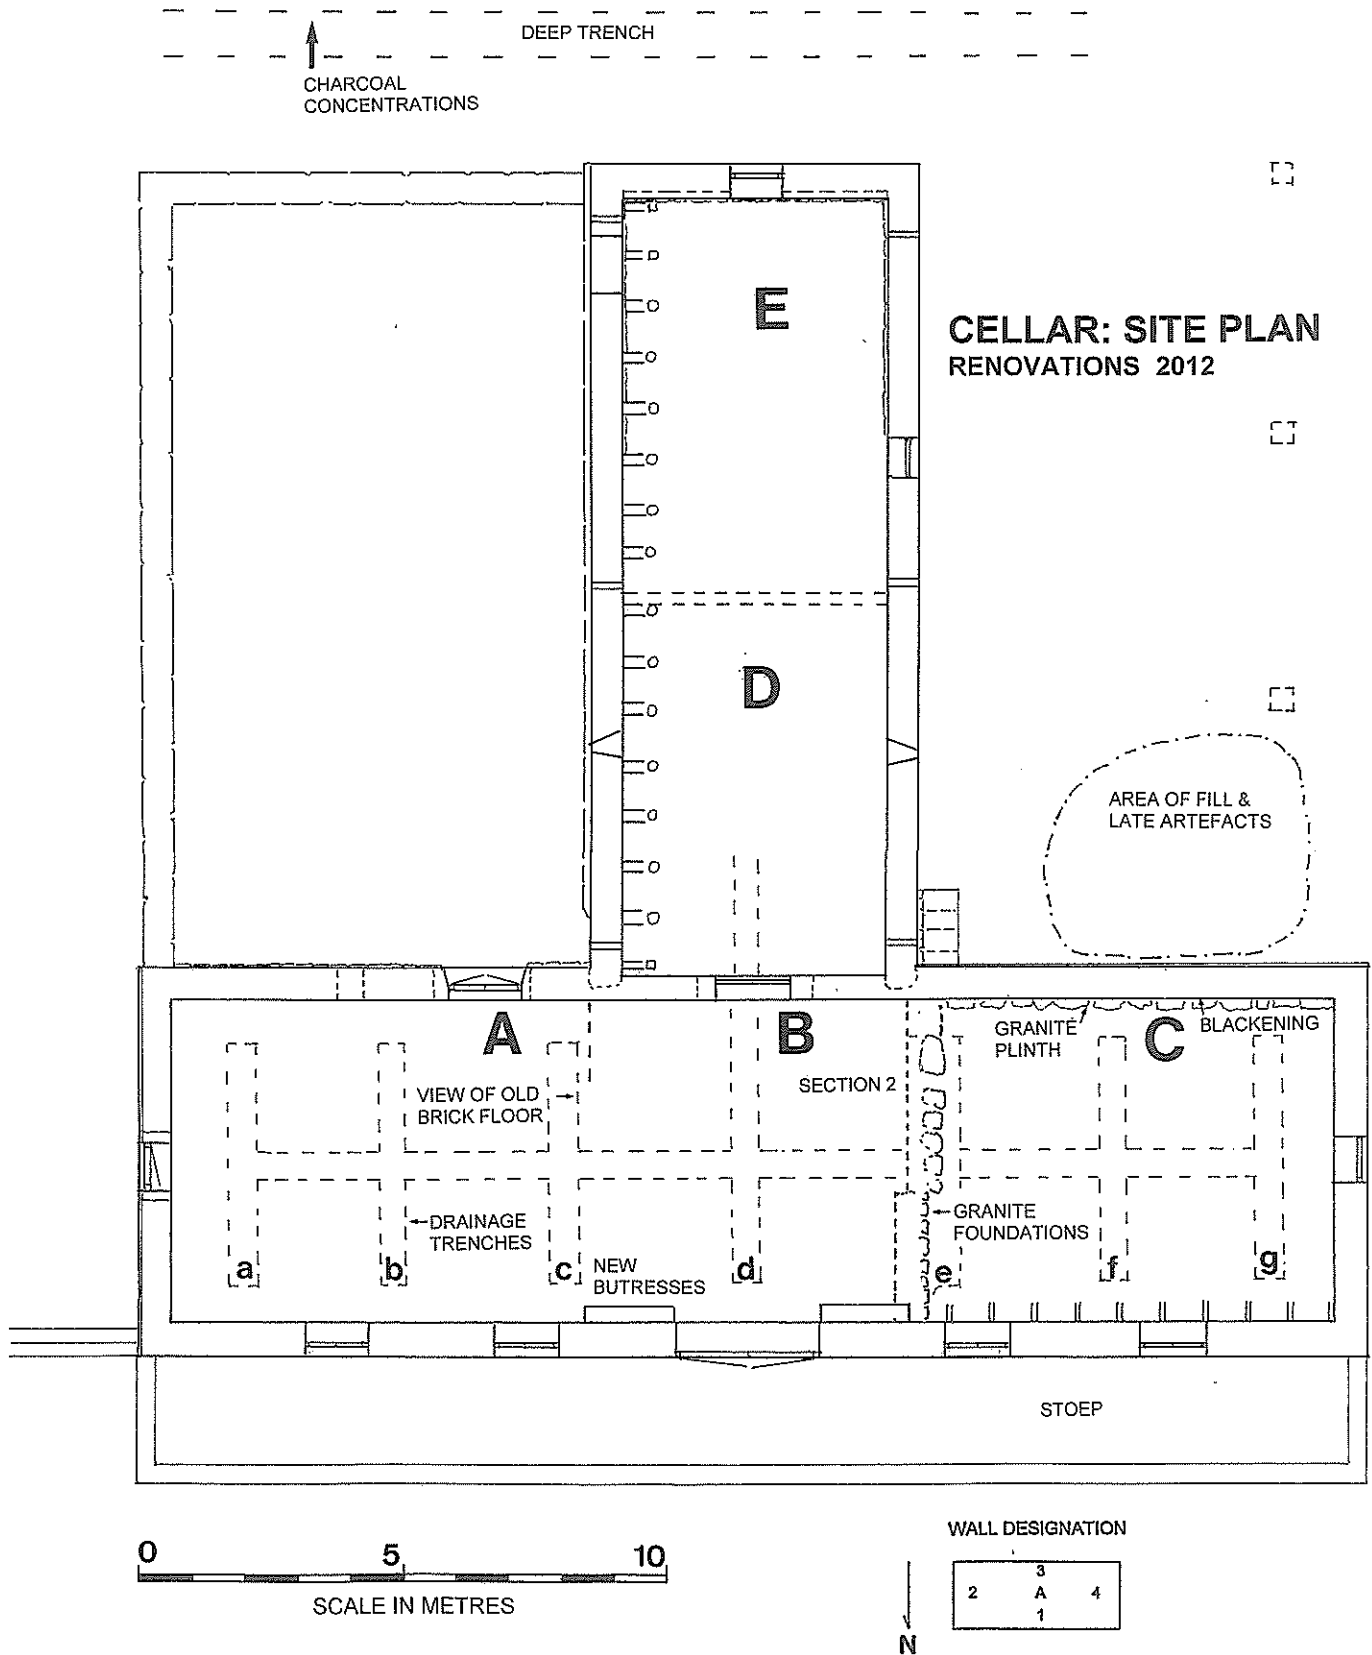 DEEP TRENCH
CHARCOAL
CONCENTRATIONS
E
CELLAR: SITE PLAN
RENOVATIONS 2012
D
AREA OF FILL &
LATE ARTEFACTS
A
B
C
GRANITE
PLINTH
BLACKENING
VIEW OF OLD
BRICK FLOOR
SECTION 2
DRAINAGE
TRENCHES
GRANITE
FOUNDATIONS
NEW
BUTRESSES
a
b
c
d
e
f
g
STOEP
0 5 10
SCALE IN METRES
WALL DESIGNATION
3
2 A 4
1
N